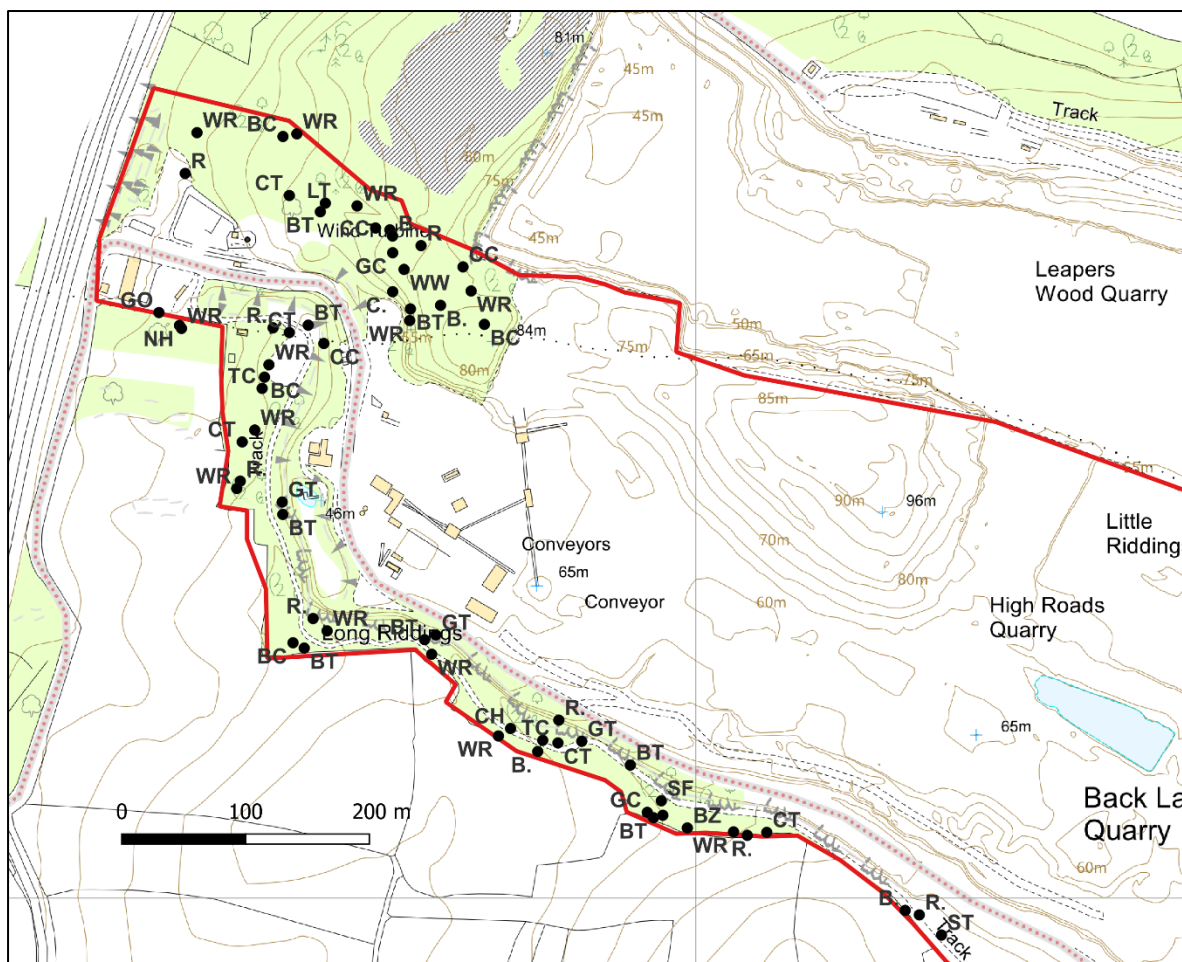 81m
45m
45m
Track
WR
BC
WR
80m
R
75m
CT
LT
WR
BT
CC
B.
Wind Turbine
R
45m
GC
CC
WW
Leapers
Wood Quarry
GO
C.
WR
WR
R.
CT
BT
BT
B.
50m
NH
WR.
BC
84m
CC
75m
65m
WR
80m
75m
TC
BC
85m
WR
CT
Track
WR
R.
GT
90m
96m
46m
BT
Conveyors
70m
Little
Ridding
65m
80m
Conveyor
60m
High Roads
Quarry
R.
WR
Long Riddings
BT
GT
BC
BT
WR
R.
CH
TC
GT
65m
WR
CT
B.
BT
0 100 200 m
SF
GC
BZ
CT
Back La
Quarry
BT
WR
R.
60m
B.
R.
ST
Track